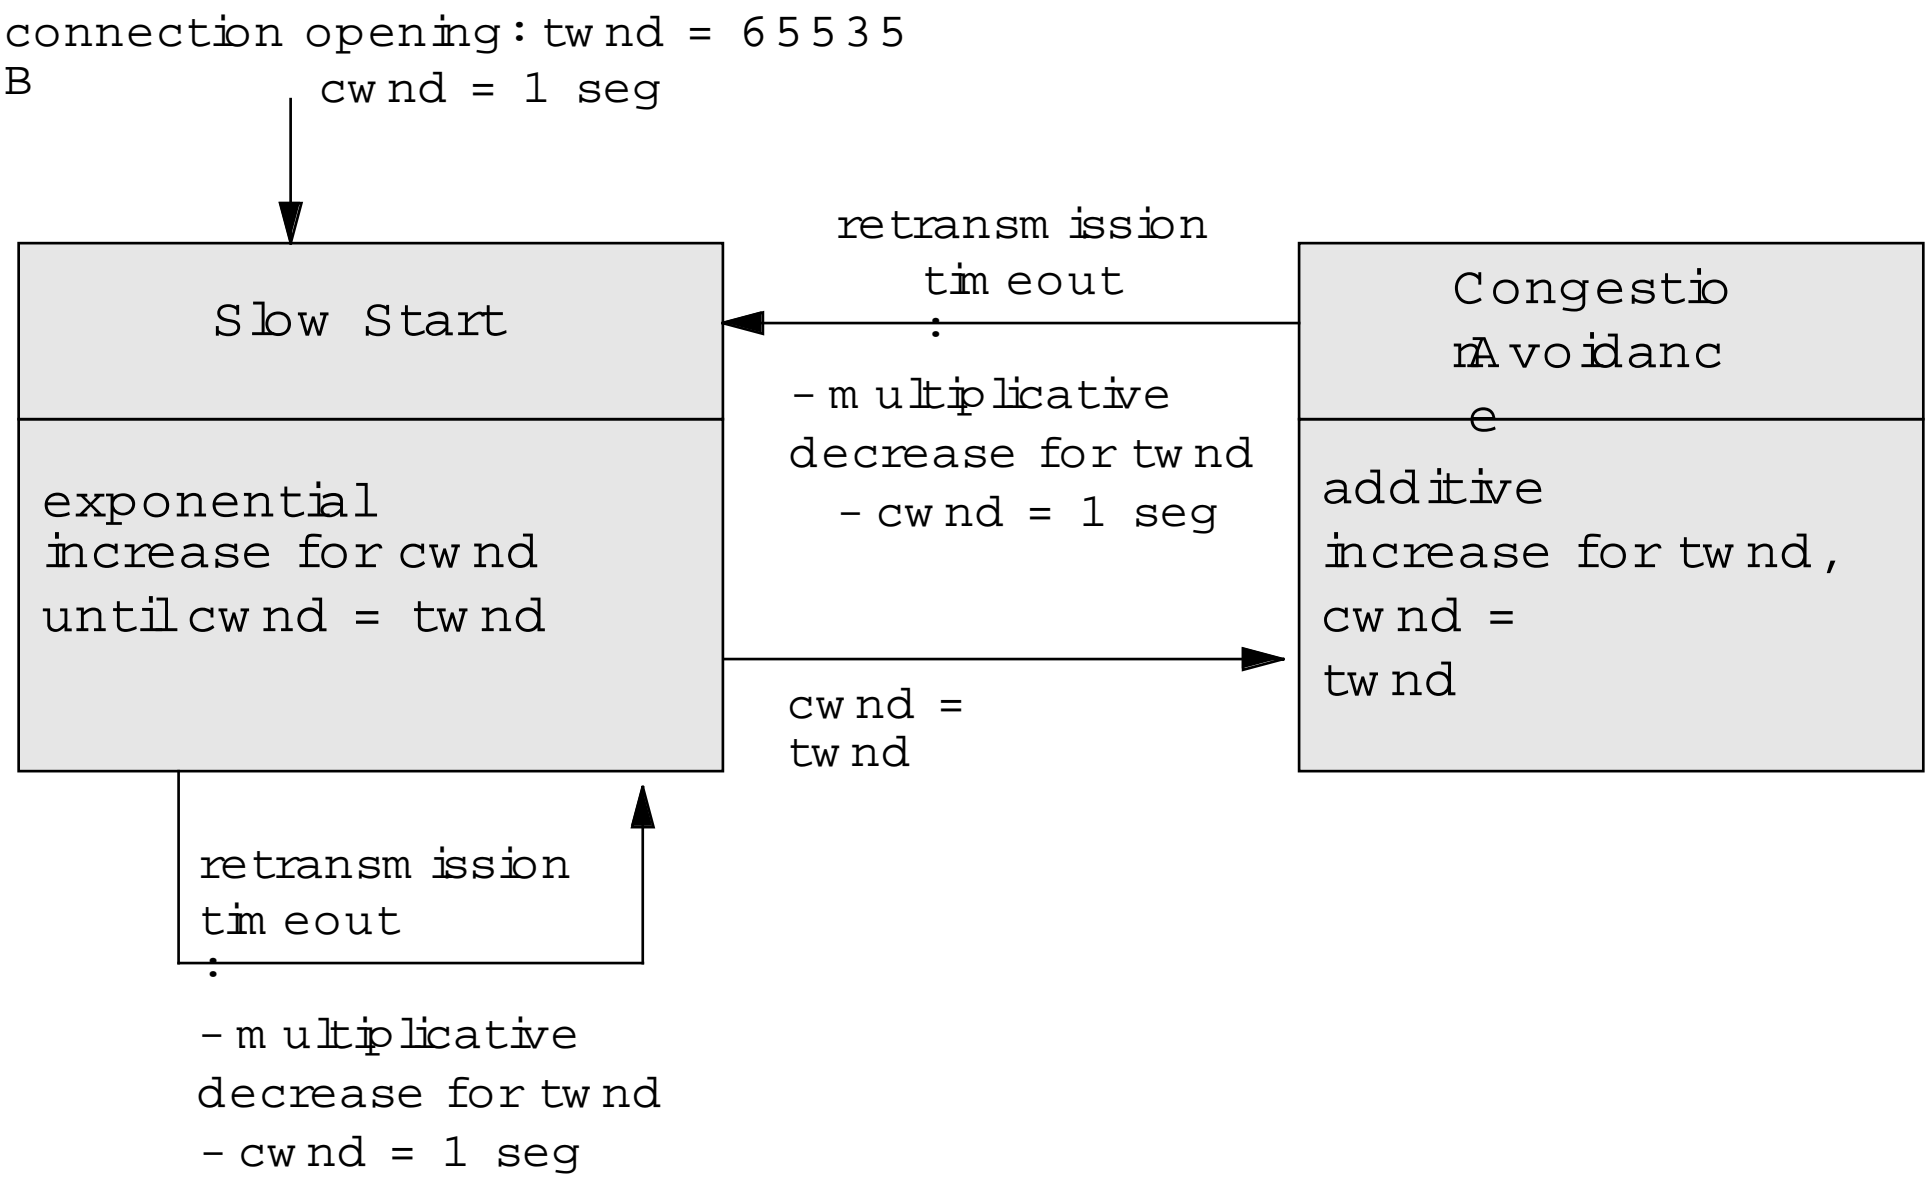 connection opening: twnd = 65535
B
cwnd = 1 seg
retransmission
timeout
:
Slow Start
Congestio
nAvoidanc
e
- multiplicative
decrease for twnd
- cwnd = 1 seg
exponential
increase for cwnd
until cwnd = twnd
additive
increase for twnd,
cwnd =
twnd
cwnd =
twnd
retransmission
timeout
:
- multiplicative
decrease for twnd
- cwnd = 1 seg